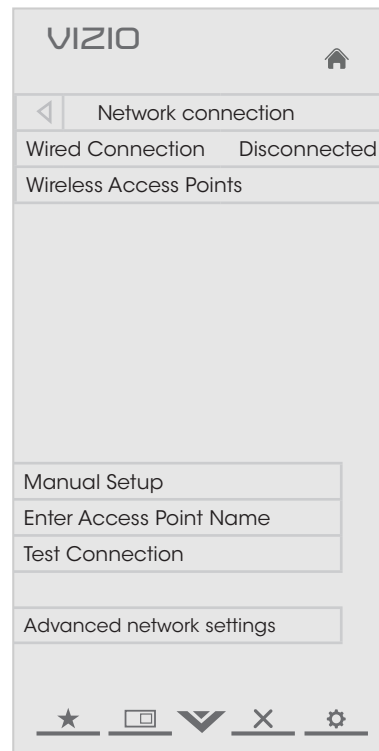 VIZIO
Network connection
Wired Connection Disconnected
Wireless Access Points
Manual Setup
Enter Access Point Name
Test Connection
Advanced network settings